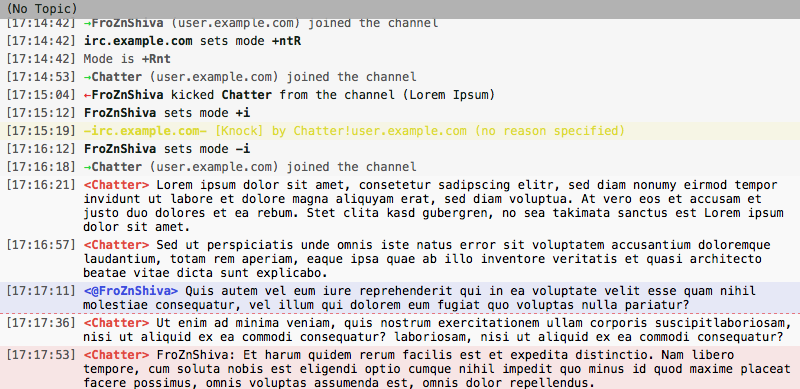 (No Topic)
[17:14:42] →FroZnShiva (user.example.com) joined the channel
[17:14:42] irc.example.com sets mode +ntR
[17:14:42] Mode is +Rnt
[17:14:53] →Chatter (user.example.com) joined the channel
[17:15:04] ←FroZnShiva kicked Chatter from the channel (Lorem Ipsum)
[17:15:12] FroZnShiva sets mode +i
[17:15:19] -irc.example.com- [Knock] by Chatter!user.example.com (no reason specified)
[17:16:12] FroZnShiva sets mode -i
[17:16:18] →Chatter (user.example.com) joined the channel
[17:16:21] <Chatter> Lorem ipsum dolor sit amet, consetetur sadipscing elitr, sed diam nonumy eirmod tempor
invidunt ut labore et dolore magna aliquyam erat, sed diam voluptua. At vero eos et accusam et
justo duo dolores et ea rebum. Stet clita kasd gubergren, no sea takimata sanctus est Lorem ipsum
dolor sit amet.
[17:16:57] <Chatter> Sed ut perspiciatis unde omnis iste natus error sit voluptatem accusantium doloremque
laudantium, totam rem aperiam, eaque ipsa quae ab illo inventore veritatis et quasi architecto
beatae vitae dicta sunt explicabo.
[17:17:11] <@FroZnShiva> Quis autem vel eum iure reprehenderit qui in ea voluptate velit esse quam nihil
molestiae consequatur, vel illum qui dolorem eum fugiat quo voluptas nulla pariatur?
[17:17:36] <Chatter> Ut enim ad minima veniam, quis nostrum exercitationem ullam corporis suscipitlaboriosam,
nisi ut aliquid ex ea commodi consequatur? laboriosam, nisi ut aliquid ex ea commodi consequatur?
[17:17:53] <Chatter> FroZnShiva: Et harum quidem rerum facilis est et expedita distinctio. Nam libero
tempore, cum soluta nobis est eligendi optio cumque nihil impedit quo minus id quod maxime placeat
facere possimus, omnis voluptas assumenda est, omnis dolor repellendus.